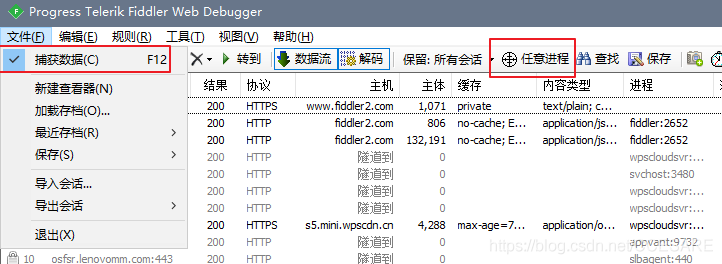 Progress Telerik Fiddler Web Debugger
文件(F) 编辑(E) 规则(R) 工具(T) 视图(V) 帮助(H)
捕获数据(C) F12
新建查看器(N)
加载存档(O)...
最近存档(R)
保存(S)
导入会话...
导出会话
退出(X)
转到 数据流 解码 保留: 所有会话 任意进程 查找 保存
结果 协议 主机 主体 缓存 内容类型 进程
200 HTTPS www.fiddler2.com 1,071 private text/plain; c...
200 HTTP fiddler2.com 806 no-cache; E... application/js... fiddler:2652
200 HTTP fiddler2.com 132,191 no-cache; E... application/js... fiddler:2652
200 HTTP 隧道到 0 wpscloudsvr:...
200 HTTP 隧道到 0 svchost:3480
200 HTTP 隧道到 0 wpscloudsvr:...
200 HTTP 隧道到 0 wpscloudsvr:...
200 HTTP 隧道到 0 wpscloudsvr:...
200 HTTPS s5.mini.wpscdn.cn 4,288 max-age=7... application/o... wpscloudsvr:...
200 HTTP 隧道到 0 appvant:9732
10 osfsr.lenovomm.com:443 200 HTTP 隧道到 0 slbagent:440